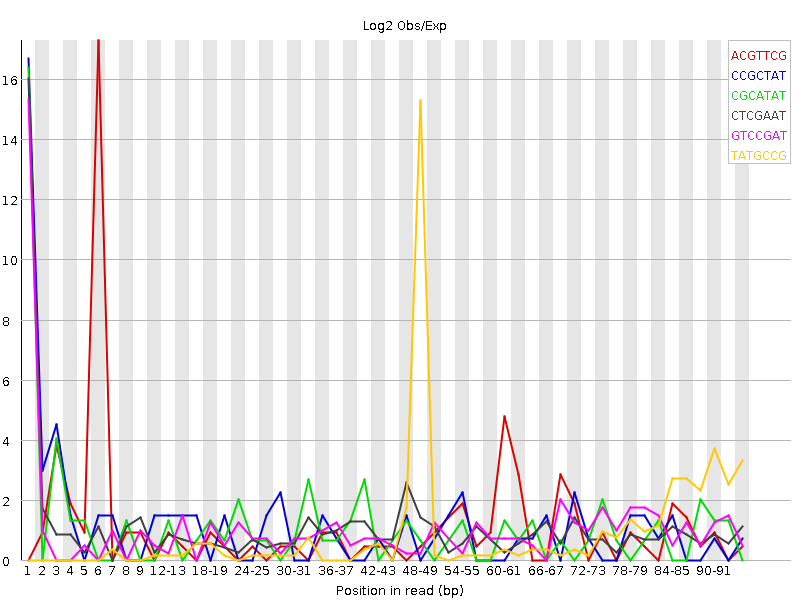 Log2 Obs/Exp
ACGTTCG
CCGCTAT
CGCATAT
CTCGAAT
GTCCGAT
TATGCCG
16
14
12
10
8
6
4
2
0
1 2 3 4 5 6 7 8 9 12-13 18-19 24-25 30-31 36-37 42-43 48-49 54-55 60-61 66-67 72-73 78-79 84-85 90-91
Position in read (bp)